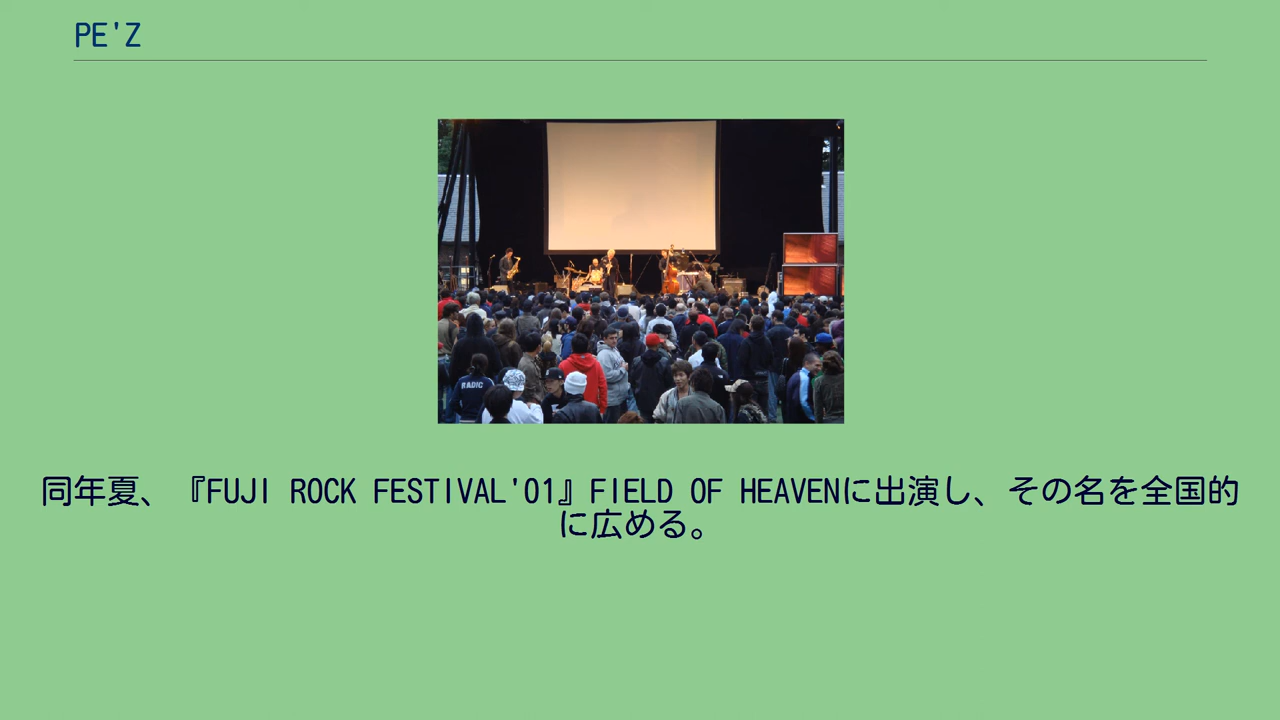 PE'Z
RADIC
同年夏、『FUJI ROCK FESTIVAL'01』FIELD OF HEAVENに出演し、その名を全国的
に広める。